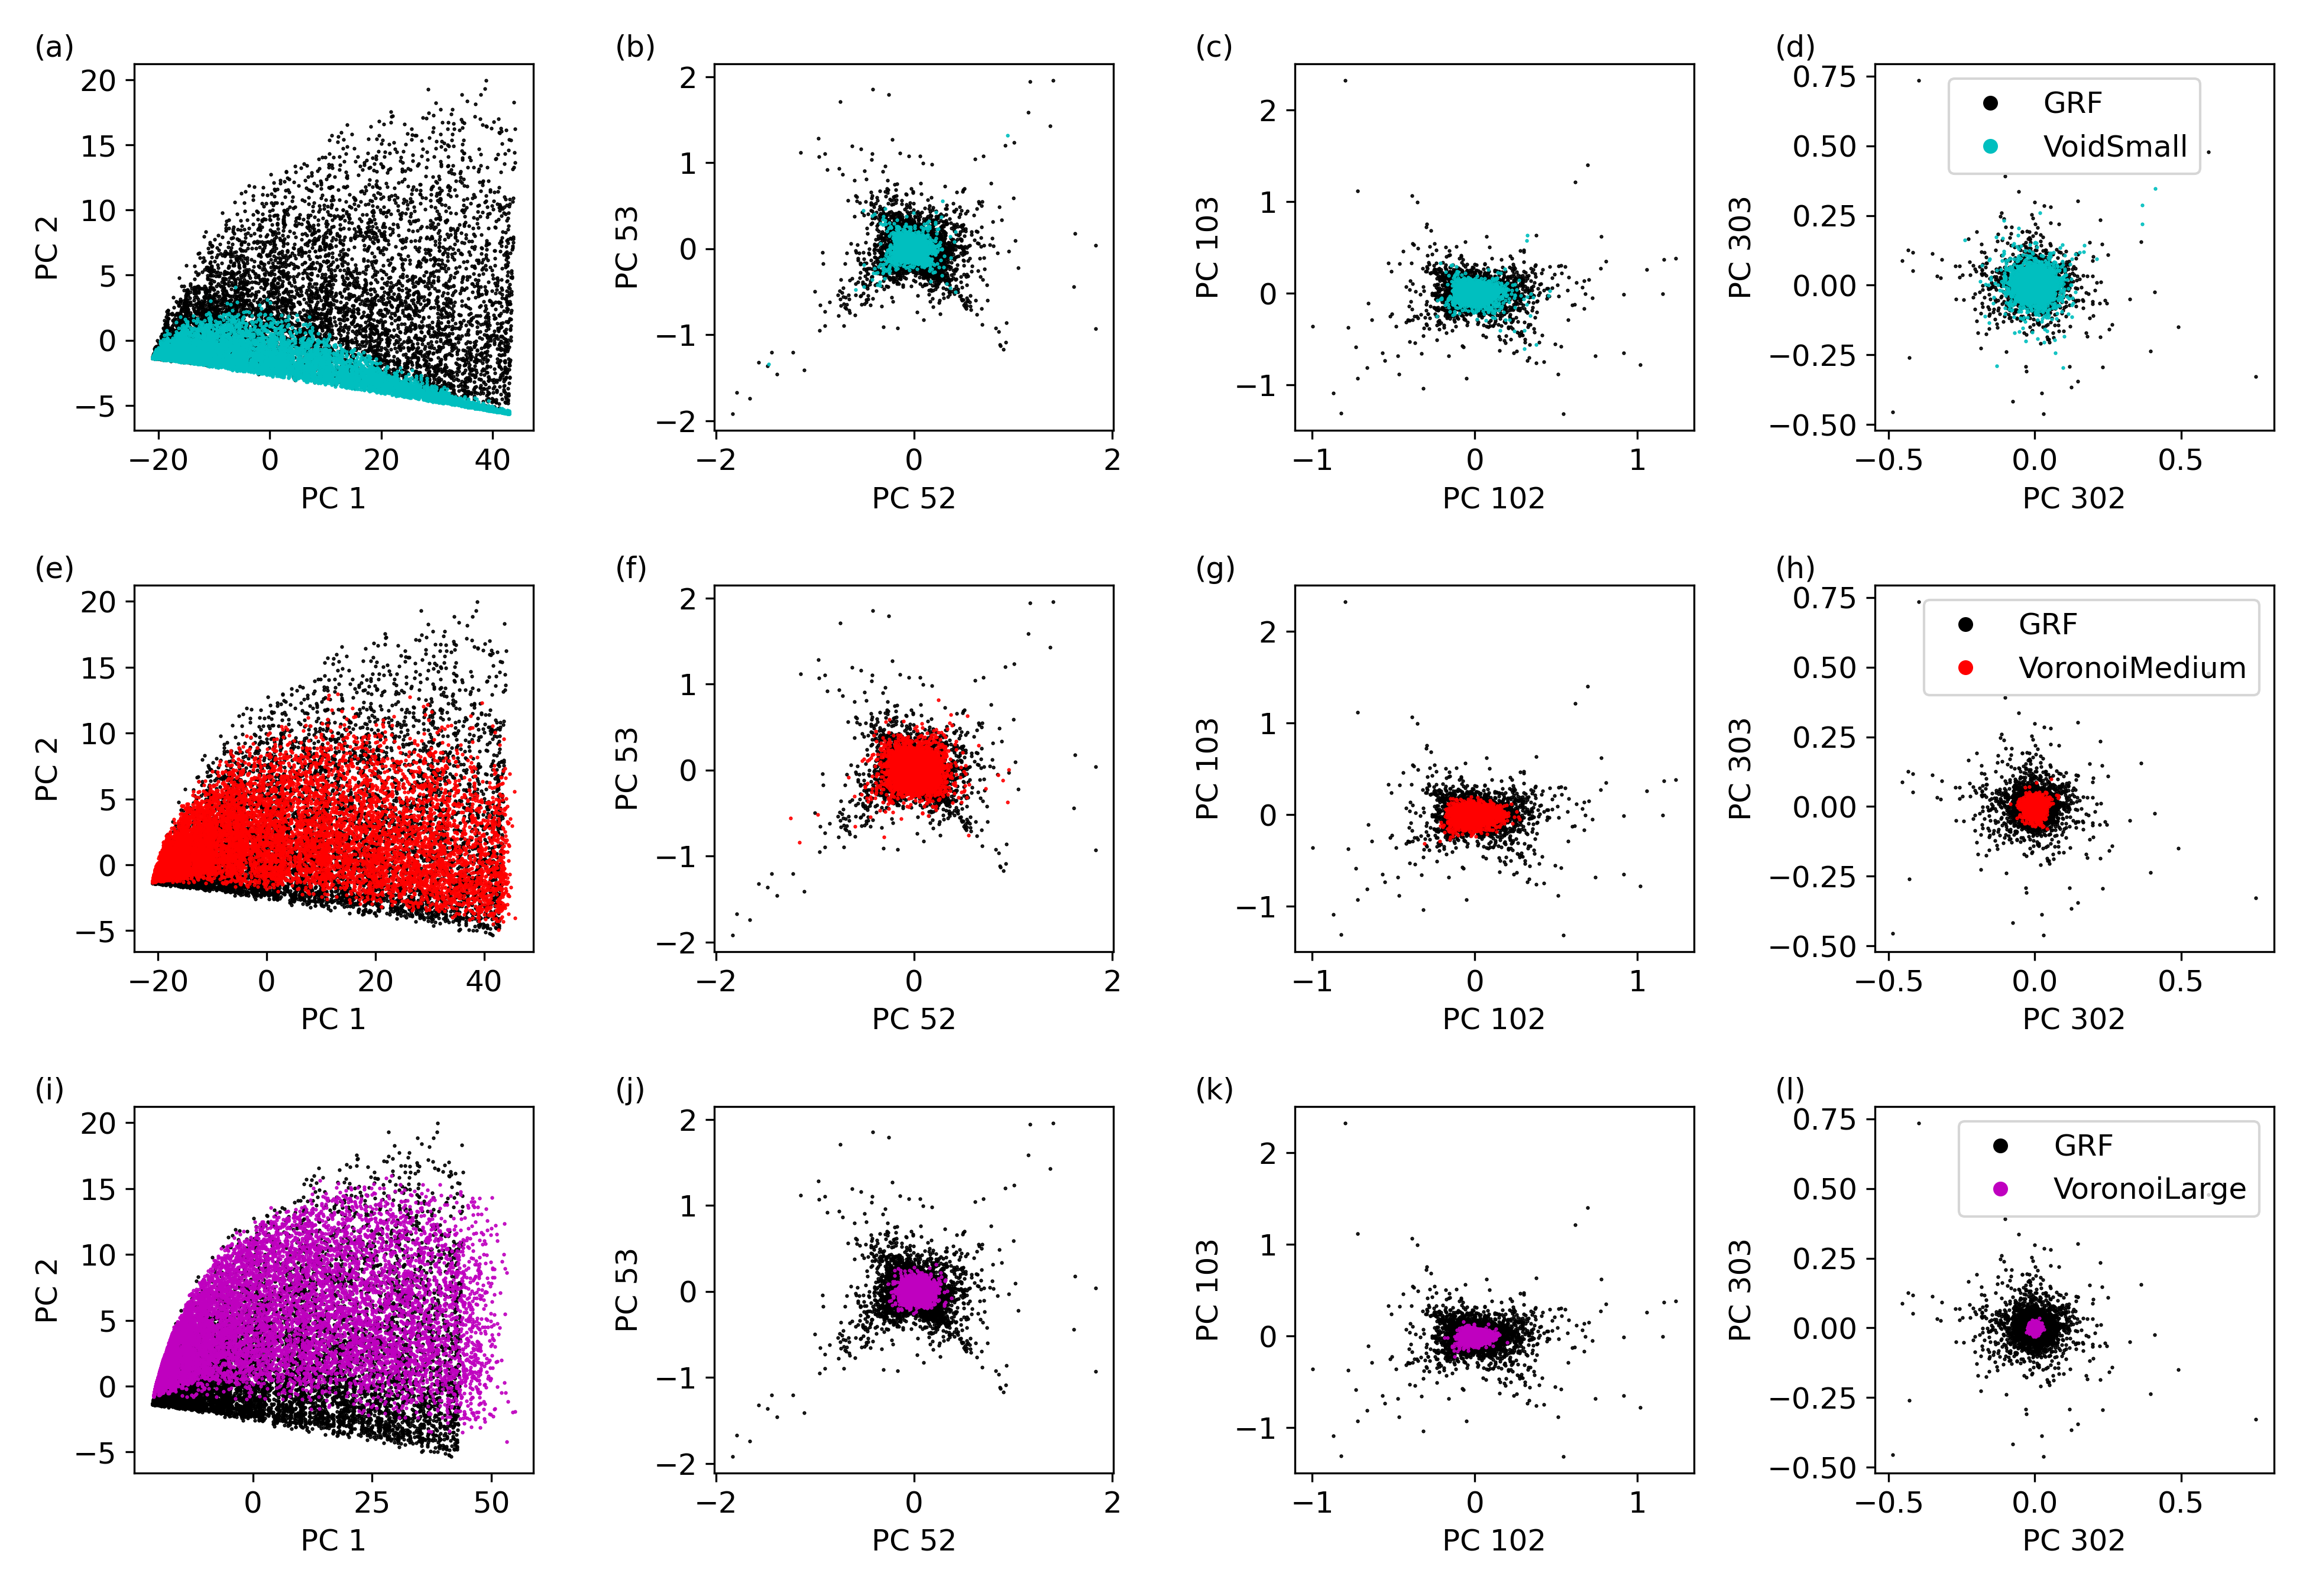 (a)
20
15
10
5
0
−5
PC 2
−20 0 20 40
PC 1
(b)
2
1
0
−1
−2
PC 53
−2 0 2
PC 52
(c)
2
1
0
−1
PC 103
−1 0 1
PC 102
(d)
0.75
0.50
0.25
0.00
−0.25
−0.50
PC 303
GRF
VoidSmall
−0.5 0.0 0.5
PC 302
(e)
20
15
10
5
0
−5
PC 2
−20 0 20 40
PC 1
(f)
2
1
0
−1
−2
PC 53
−2 0 2
PC 52
(g)
2
1
0
−1
PC 103
−1 0 1
PC 102
(h)
0.75
0.50
0.25
0.00
−0.25
−0.50
PC 303
GRF
VoronoiMedium
−0.5 0.0 0.5
PC 302
(i)
20
15
10
5
0
−5
PC 2
0 25 50
PC 1
(j)
2
1
0
−1
−2
PC 53
−2 0 2
PC 52
(k)
2
1
0
−1
PC 103
−1 0 1
PC 102
(l)
0.75
0.50
0.25
0.00
−0.25
−0.50
PC 303
GRF
VoronoiLarge
−0.5 0.0 0.5
PC 302